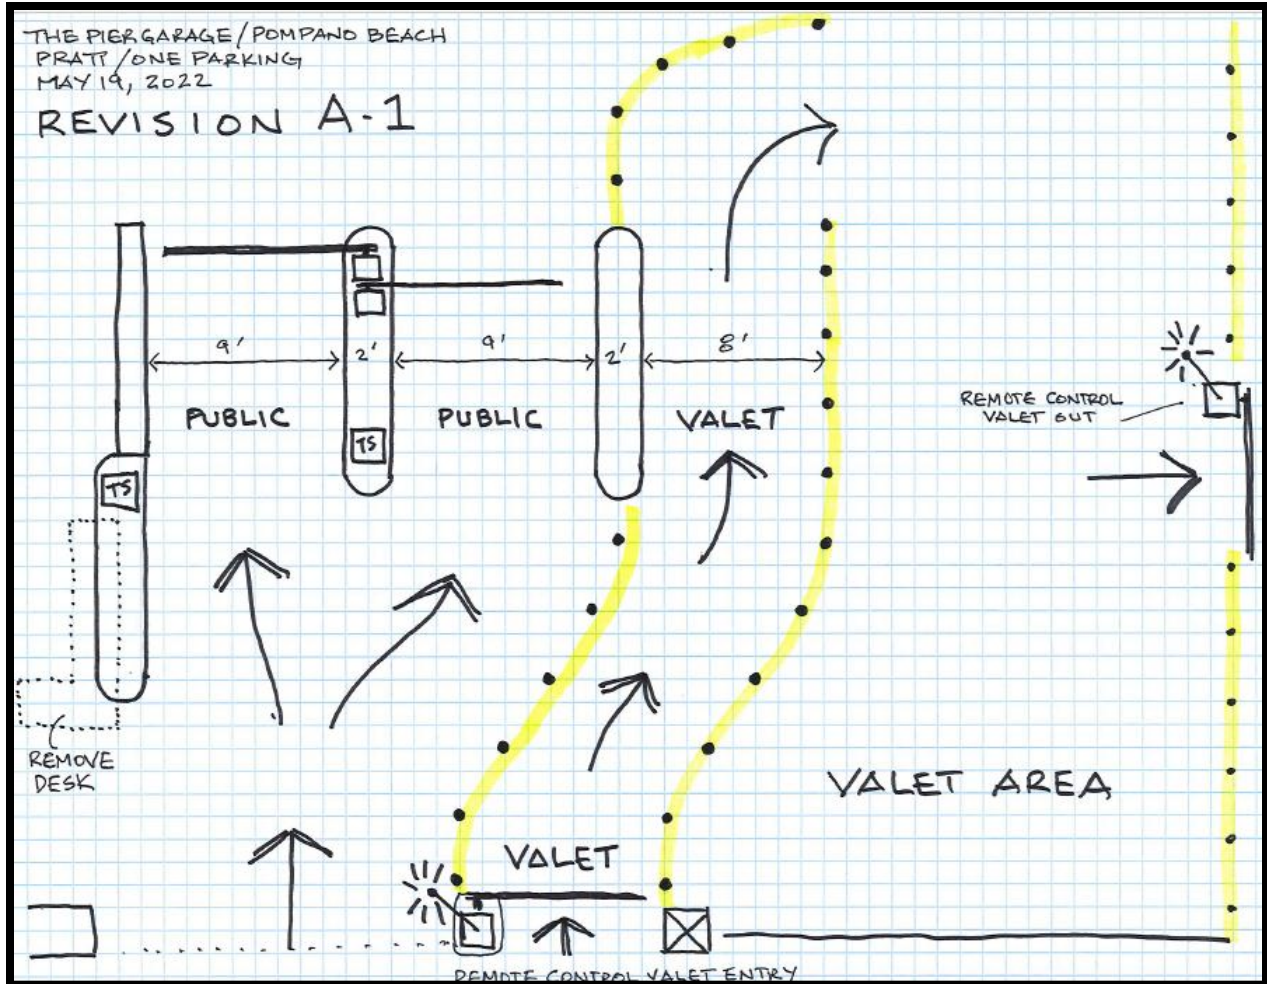 THE PIER GARAGE/POMPANO BEACH
PRATT/ONE PARKING
MAY 19, 2022
REVISION A-1
9'
2'
9'
2'
8'
PUBLIC
PUBLIC
VALET
REMOTE CONTROL
VALET OUT
TS
TS
REMOVE
DESK
VALET AREA
VALET
REMOTE CONTROL VALET ENTRY